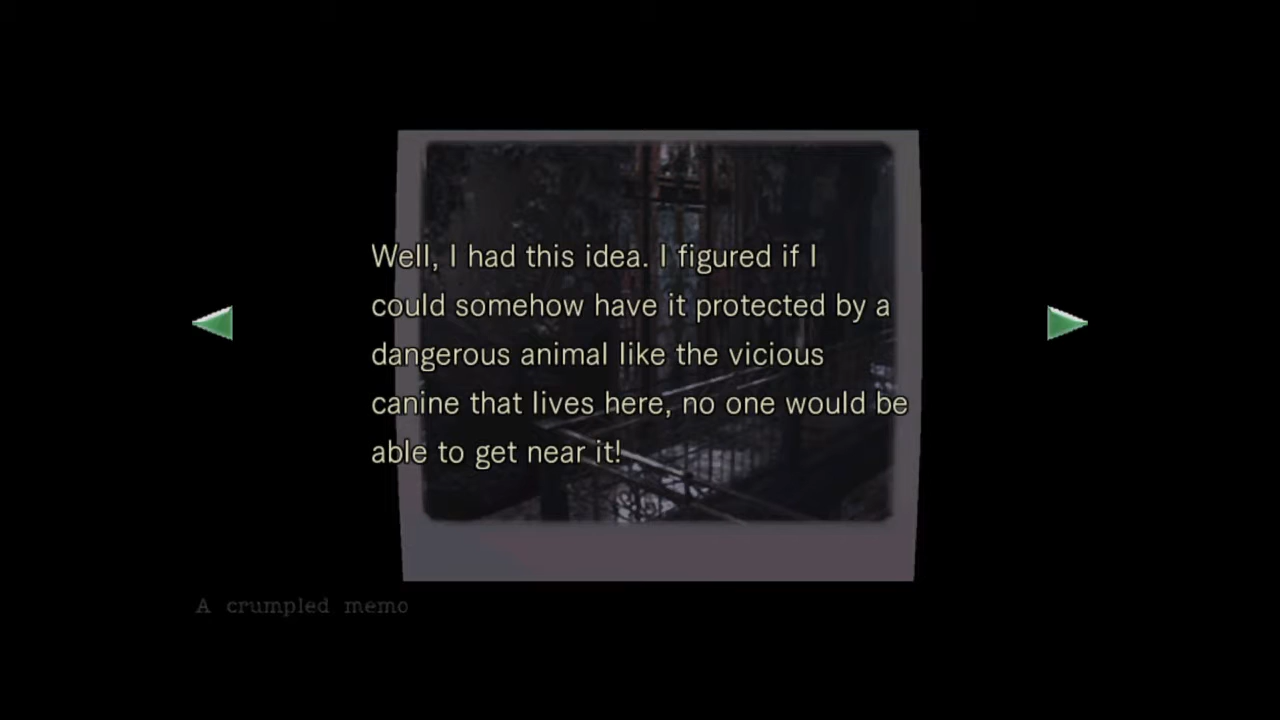 Well, I had this idea. I figured if I
could somehow have it protected by a
dangerous animal like the vicious
canine that lives here, no one would be
able to get near it!
A crumpled memo